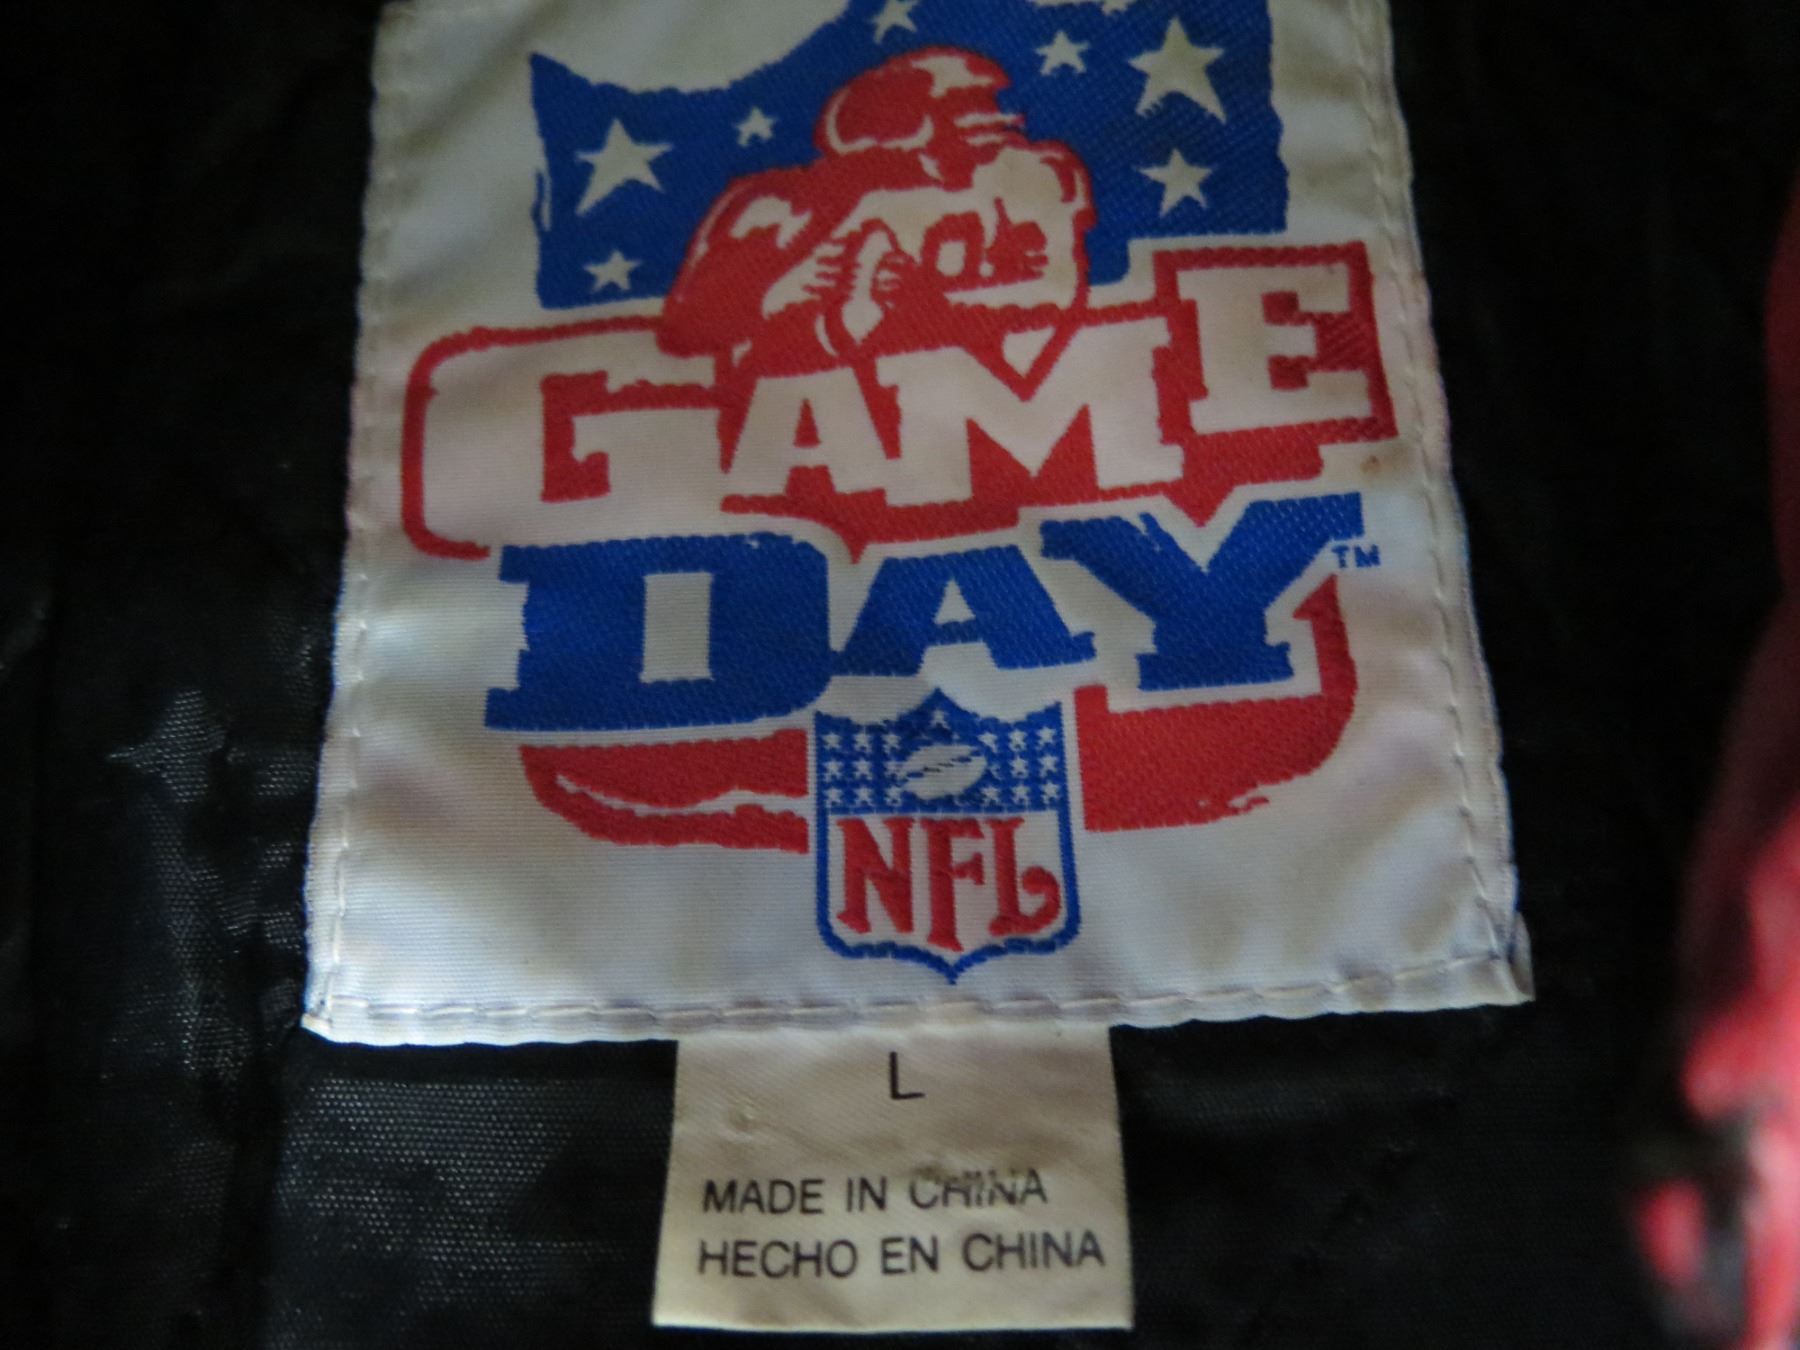 GAME
DAY™
NFL
L
MADE IN CHINA
HECHO EN CHINA